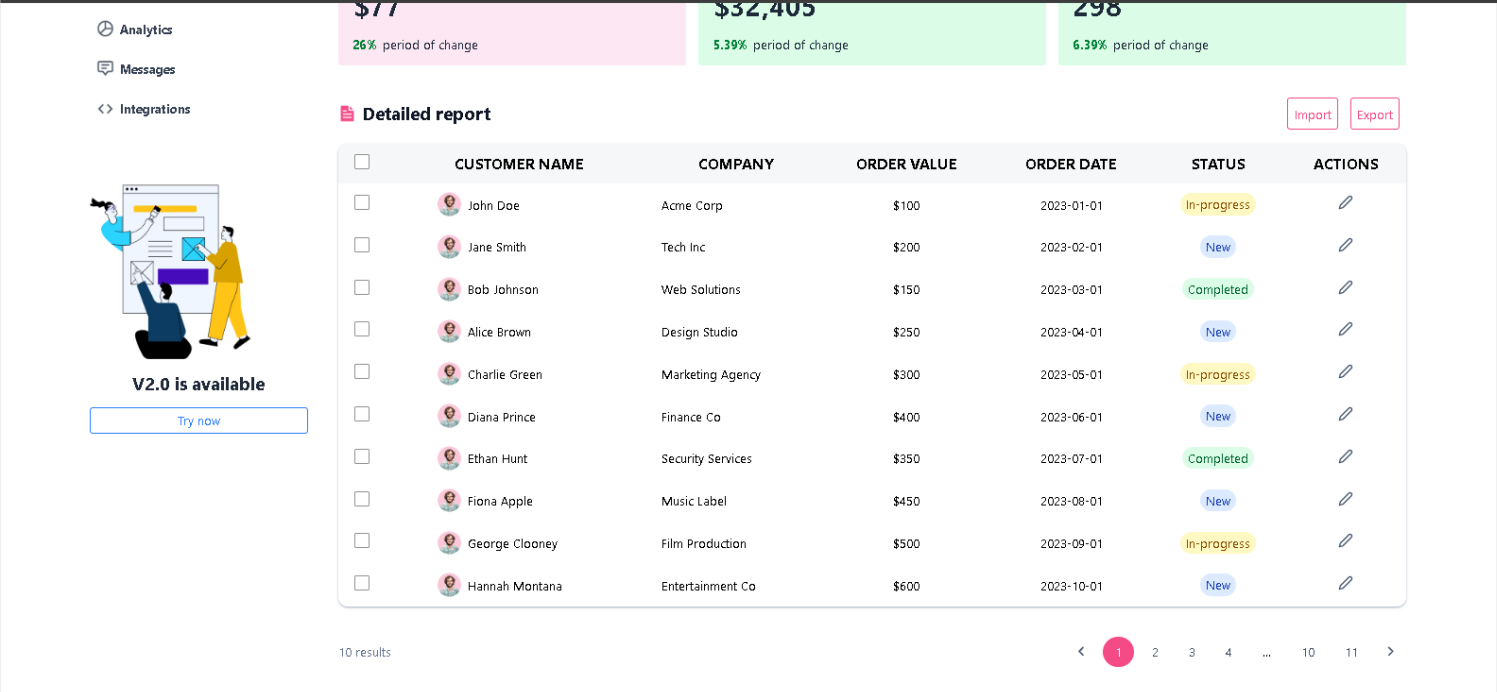 Analytics
Messages
Integrations
V2.0 is available
Try now
$77 $32,405 298
26% period of change 5.39% period of change 6.39% period of change
Detailed report Import Export
CUSTOMER NAME COMPANY ORDER VALUE ORDER DATE STATUS ACTIONS
John Doe Acme Corp $100 2023-01-01 In-progress
Jane Smith Tech Inc $200 2023-02-01 New
Bob Johnson Web Solutions $150 2023-03-01 Completed
Alice Brown Design Studio $250 2023-04-01 New
Charlie Green Marketing Agency $300 2023-05-01 In-progress
Diana Prince Finance Co $400 2023-06-01 New
Ethan Hunt Security Services $350 2023-07-01 Completed
Fiona Apple Music Label $450 2023-08-01 New
George Clooney Film Production $500 2023-09-01 In-progress
Hannah Montana Entertainment Co $600 2023-10-01 New
10 results 1 2 3 4 ... 10 11